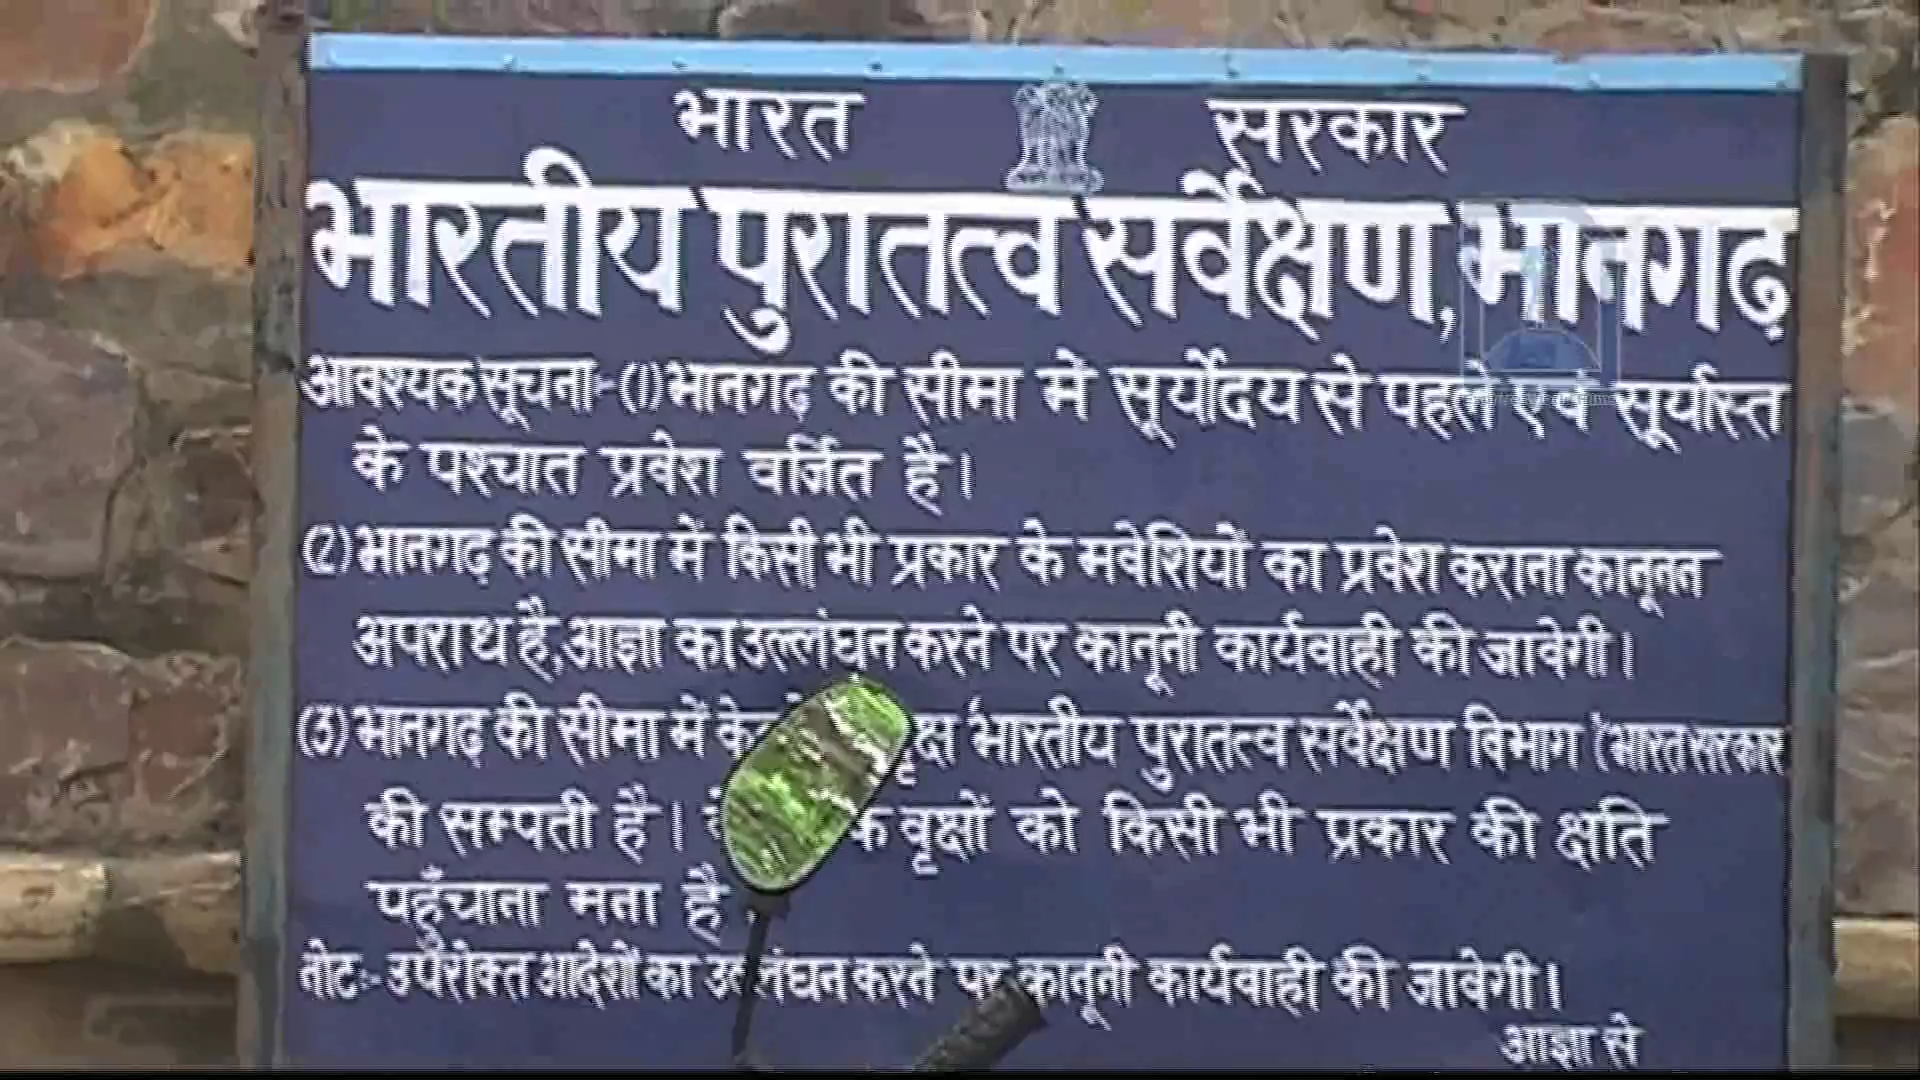 भारत सरकार
भारतीय पुरातत्व सर्वेक्षण, भानगढ़
आवश्यक सूचना:- (1) भानगढ़ की सीमा में सूर्योदय से पहले एवं सूर्यास्त
के पश्चात प्रवेश वर्जित है।
(2) भानगढ़ की सीमा में किसी भी प्रकार के मवेशियों का प्रवेश कराना कानूनन
अपराध है, आज्ञा का उल्लंघन करने पर कानूनी कार्यवाही की जावेगी।
(3) भानगढ़ की सीमा में भारतीय पुरातत्व सर्वेक्षण विभाग (भारत सरकार
की सम्पती है। वृक्षों को किसी भी प्रकार की क्षति
पहुँचाना मना है
नोट:- उपरोक्त आदेशों का उल्लंघन करने पर कानूनी कार्यवाही की जावेगी।
आज्ञा से